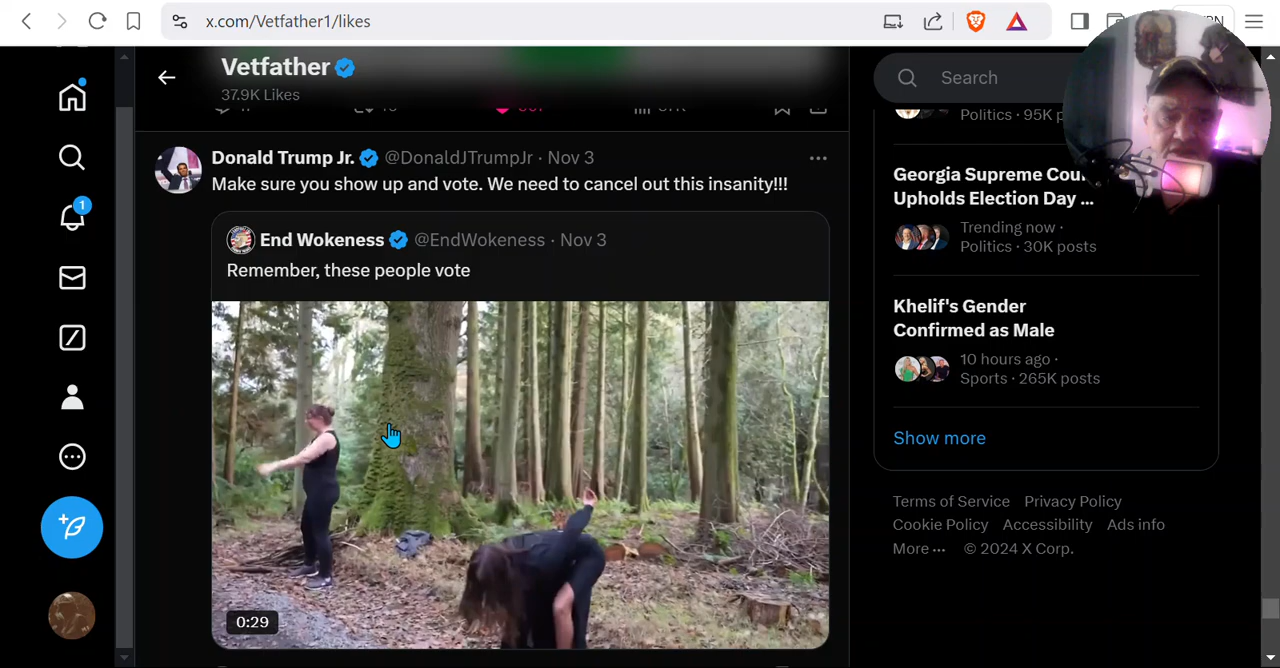 x.com/Vetfather1/likes
Vetfather
37.9K Likes
Search
Donald Trump Jr. @DonaldJTrumpJr · Nov 3
Make sure you show up and vote. We need to cancel out this insanity!!!
End Wokeness @EndWokeness · Nov 3
Remember, these people vote
0:29
1
Politics · 95K
Georgia Supreme
Upholds Election Day ...
Trending now ·
Politics · 30K posts
Khelif's Gender
Confirmed as Male
10 hours ago ·
Sports · 265K posts
Show more
Terms of Service Privacy Policy
Cookie Policy Accessibility Ads info
More ··· © 2024 X Corp.